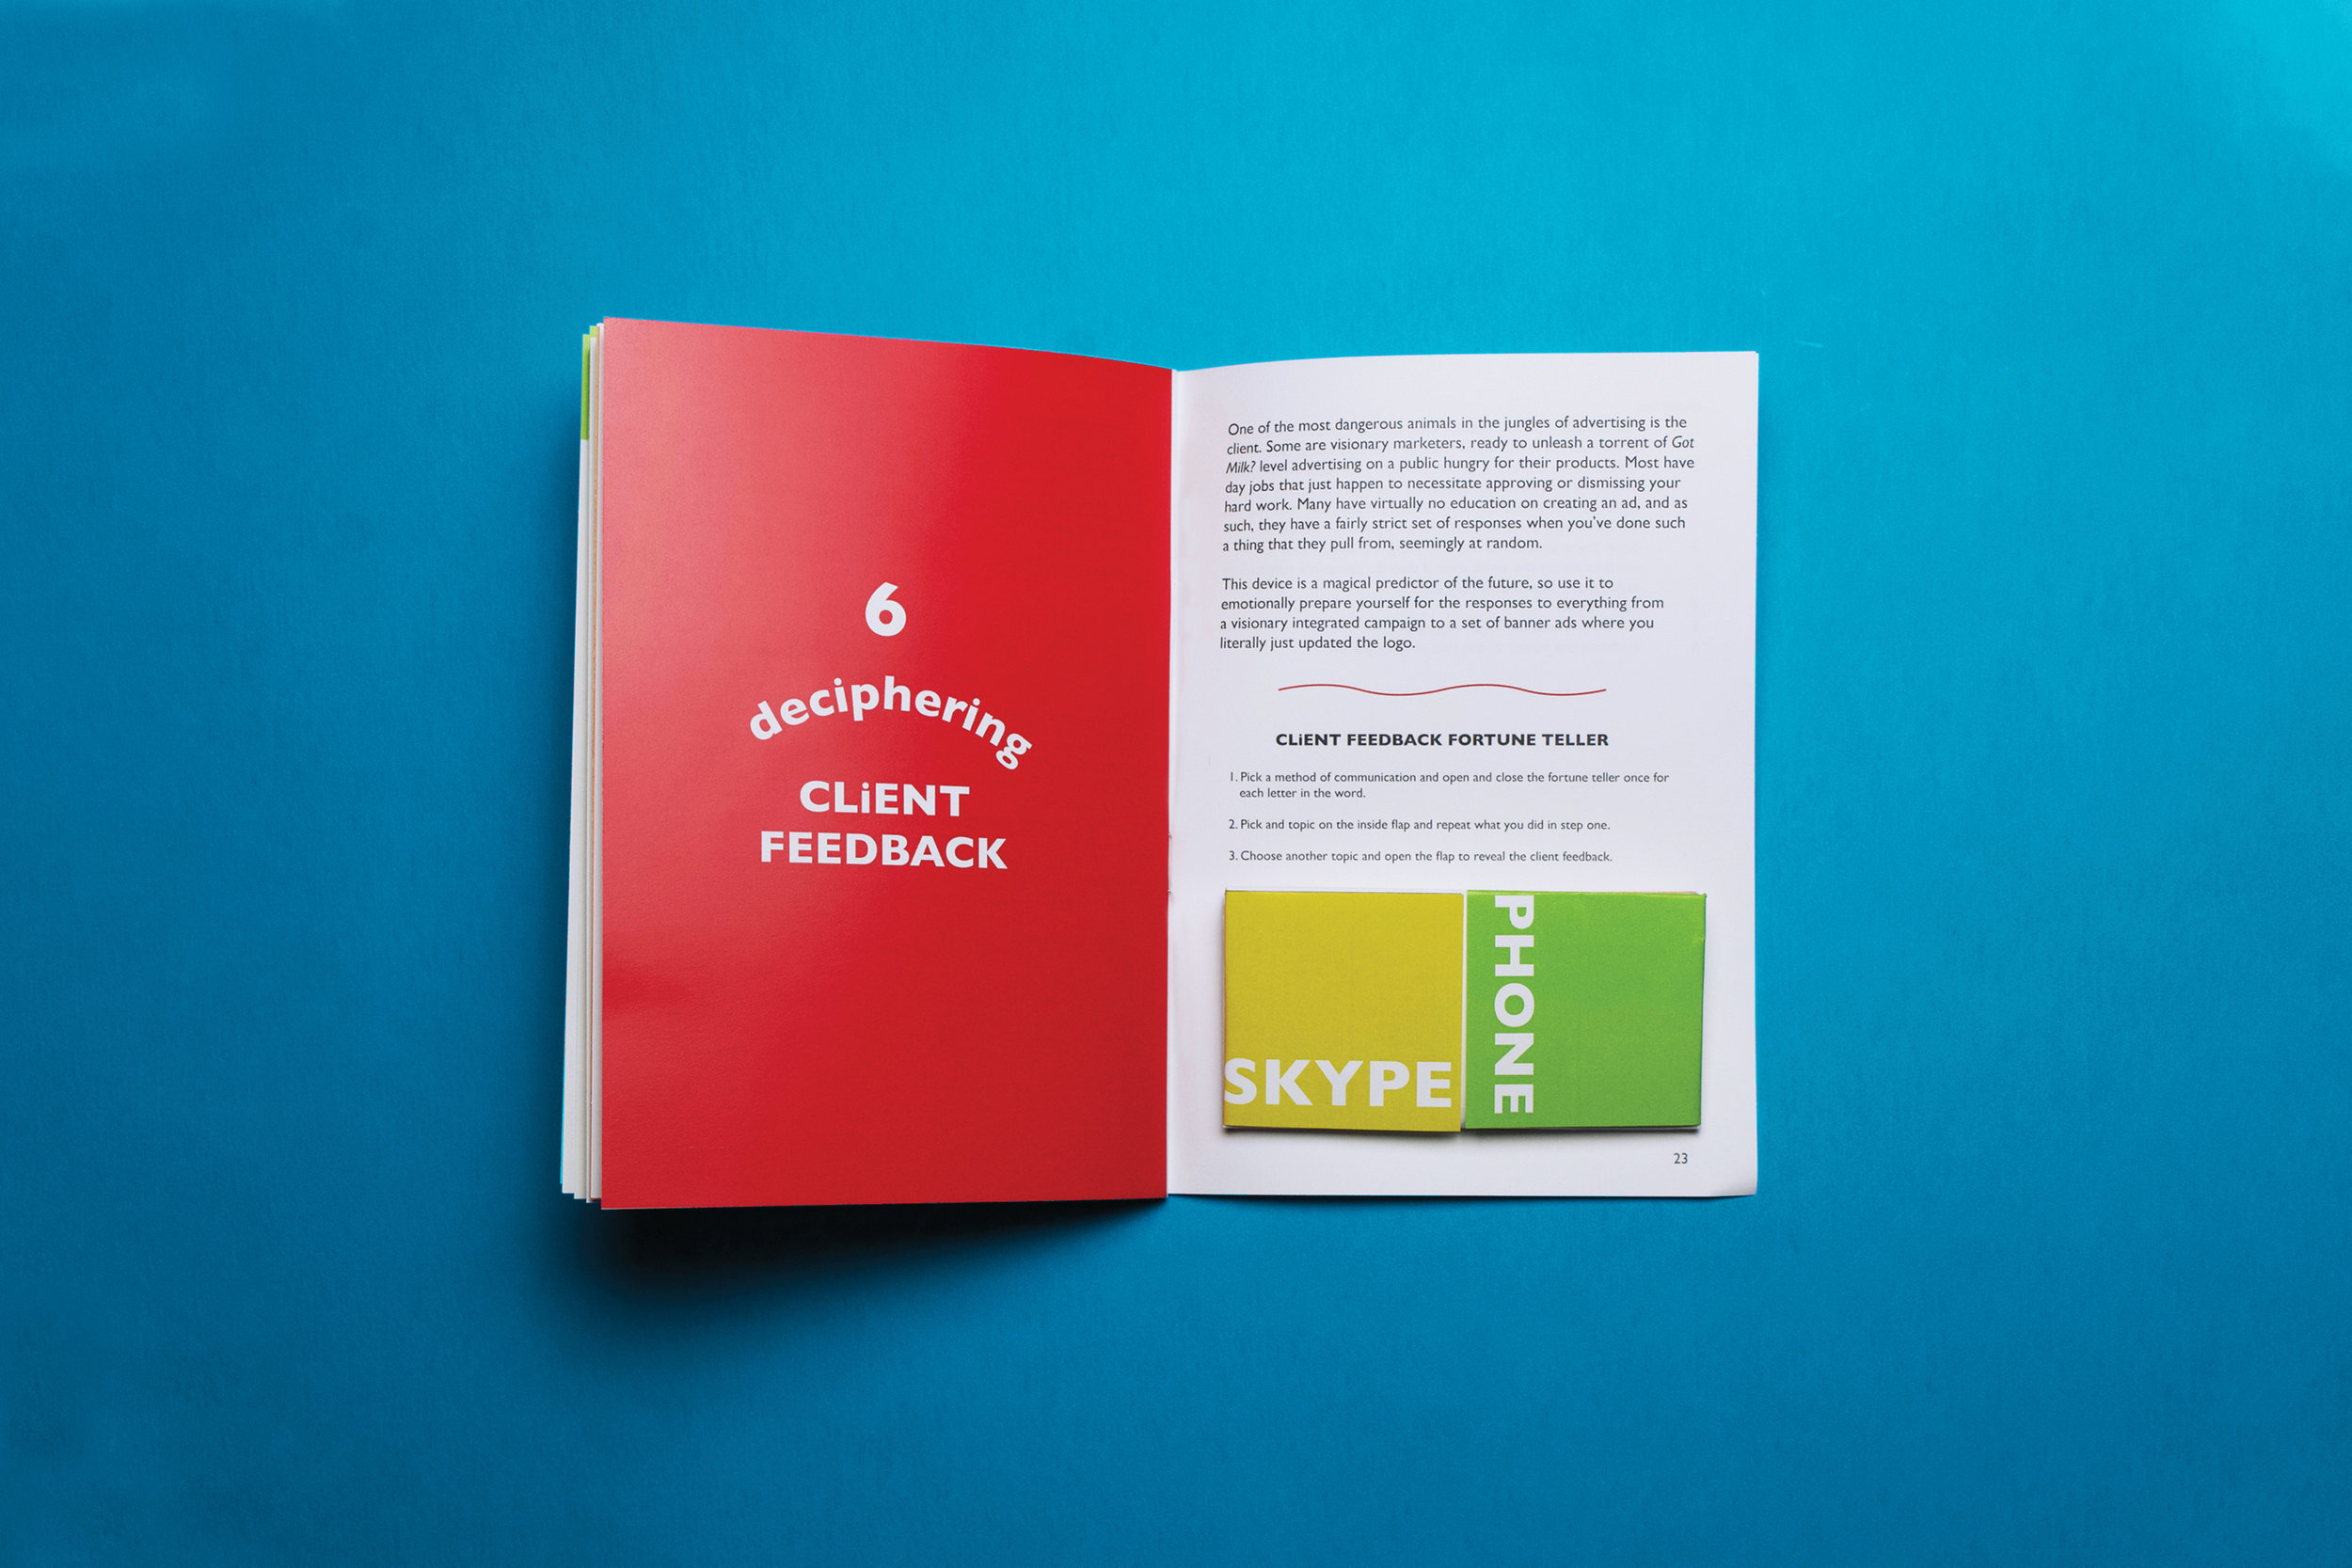 6
deciphering
CLiENT
FEEDBACK
One of the most dangerous animals in the jungles of advertising is the
client. Some are visionary marketers, ready to unleash a torrent of Got
Milk? level advertising on a public hungry for their products. Most have
day jobs that just happen to necessitate approving or dismissing your
hard work. Many have virtually no education on creating an ad, and as
such, they have a fairly strict set of responses when you've done such
a thing that they pull from, seemingly at random.
This device is a magical predictor of the future, so use it to
emotionally prepare yourself for the responses to everything from
a visionary integrated campaign to a set of banner ads where you
literally just updated the logo.
CLiENT FEEDBACK FORTUNE TELLER
1. Pick a method of communication and open and close the fortune teller once for
each letter in the word.
2. Pick and topic on the inside flap and repeat what you did in step one.
3. Choose another topic and open the flap to reveal the client feedback.
SKYPE
PHONE
23